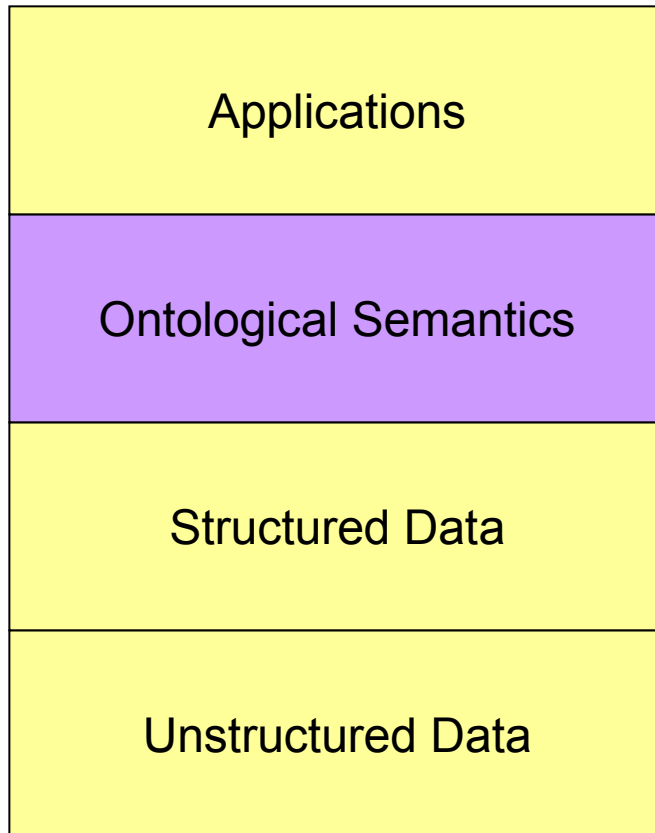 Applications
Ontological Semantics
Structured Data
Unstructured Data